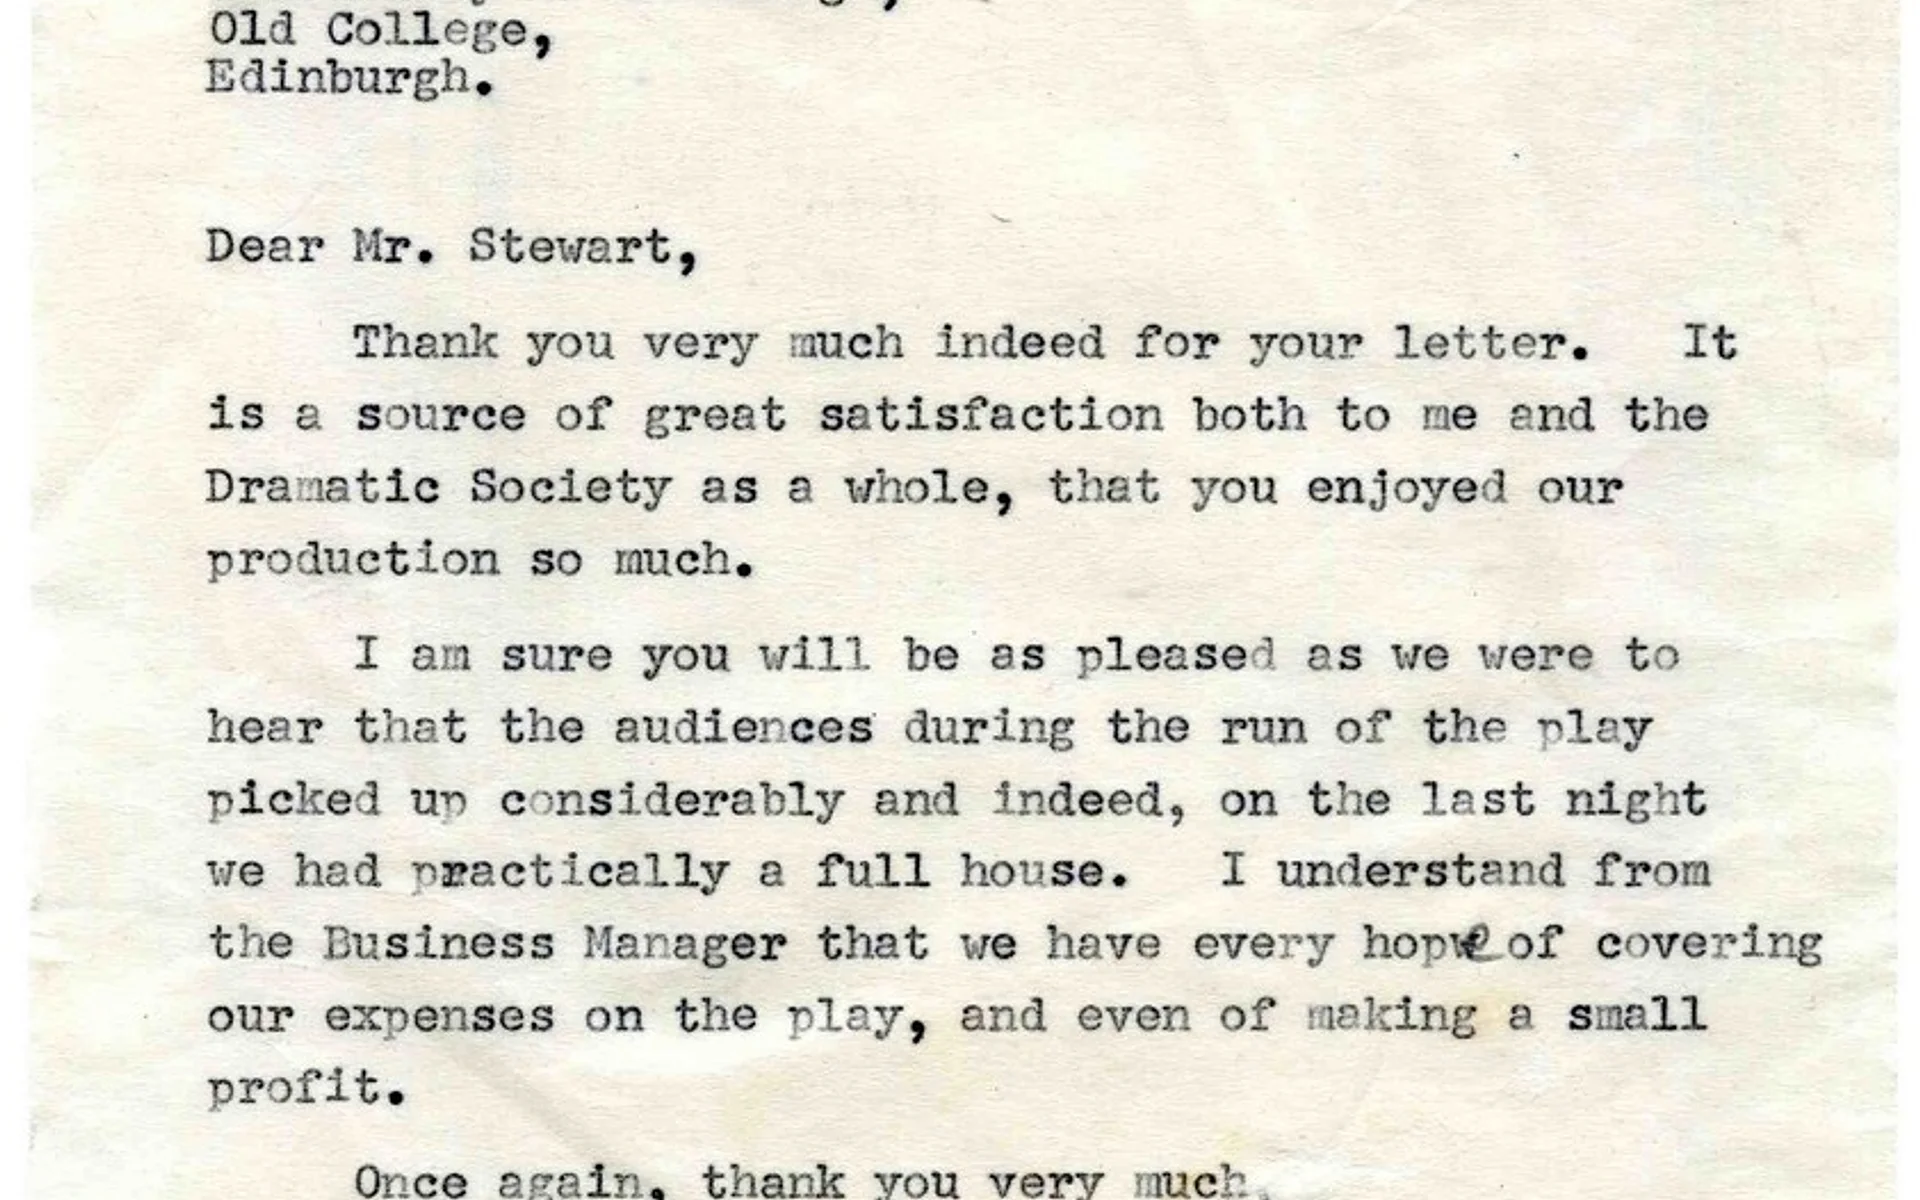 Old College,
Edinburgh.
Dear Mr. Stewart,
Thank you very much indeed for your letter. It
is a source of great satisfaction both to me and the
Dramatic Society as a whole, that you enjoyed our
production so much.
I am sure you will be as pleased as we were to
hear that the audiences during the run of the play
picked up considerably and indeed, on the last night
we had practically a full house. I understand from
the Business Manager that we have every hope of covering
our expenses on the play, and even of making a small
profit.
Once again, thank you very much.